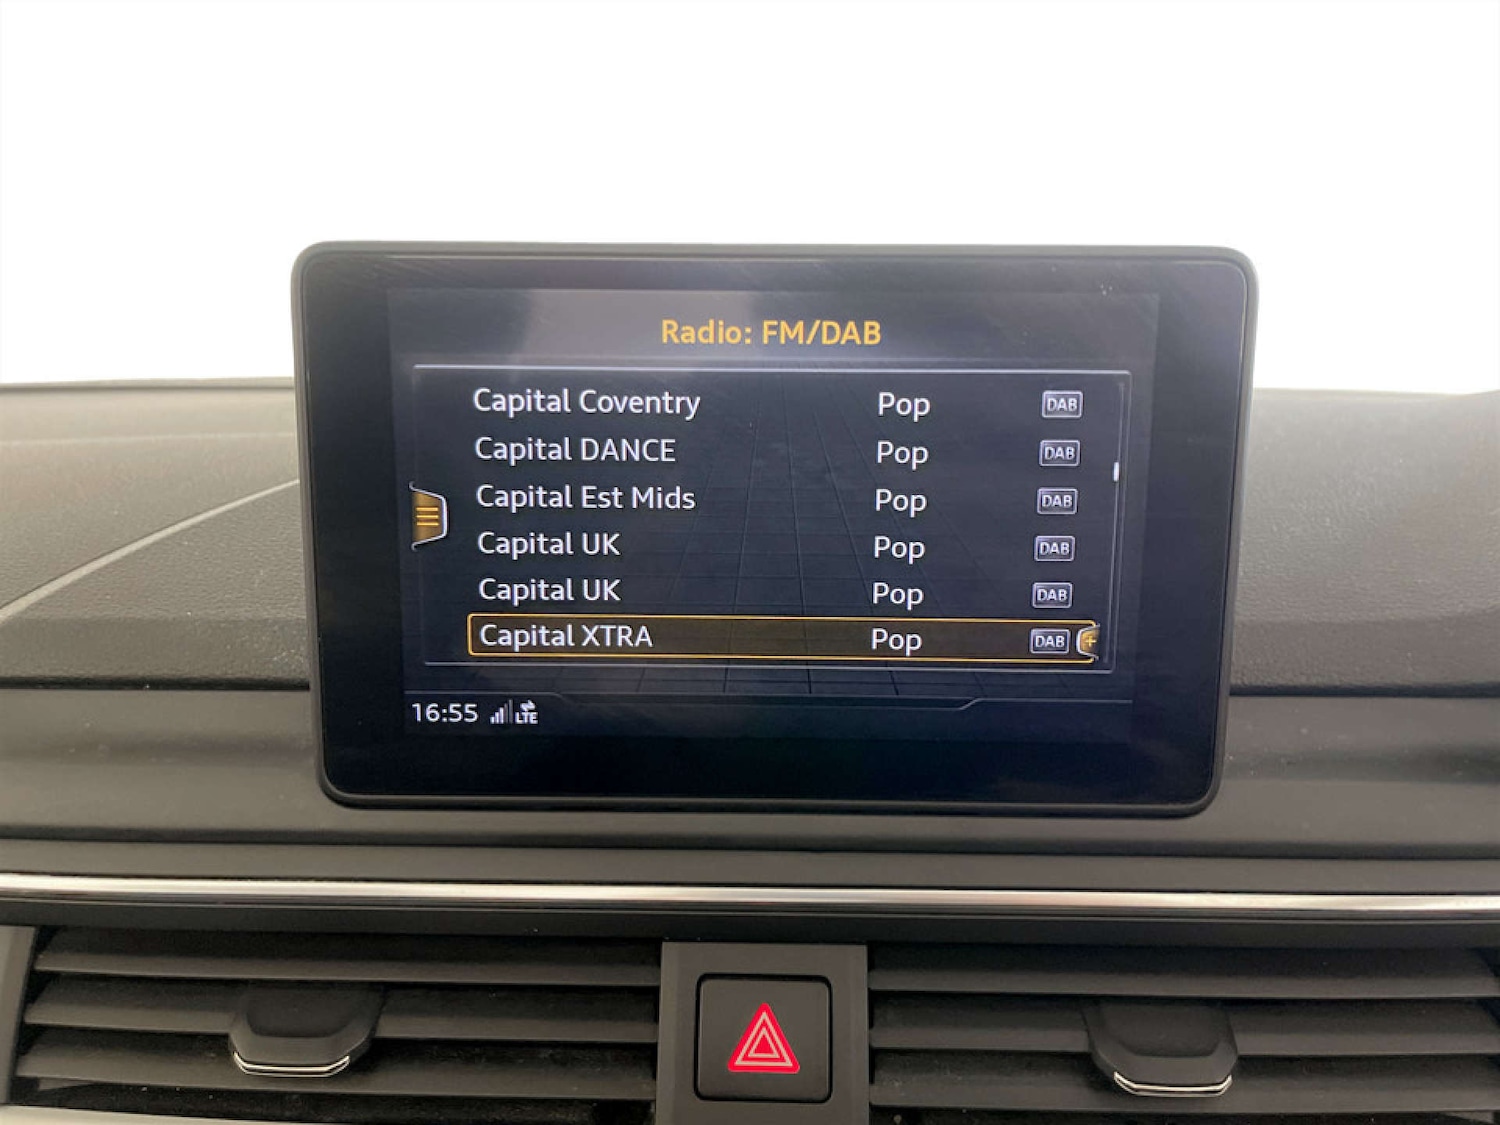 Radio: FM/DAB
Capital Coventry Pop DAB
Capital DANCE Pop DAB
Capital Est Mids Pop DAB
Capital UK Pop DAB
Capital UK Pop DAB
Capital XTRA Pop DAB +
16:55 LTE